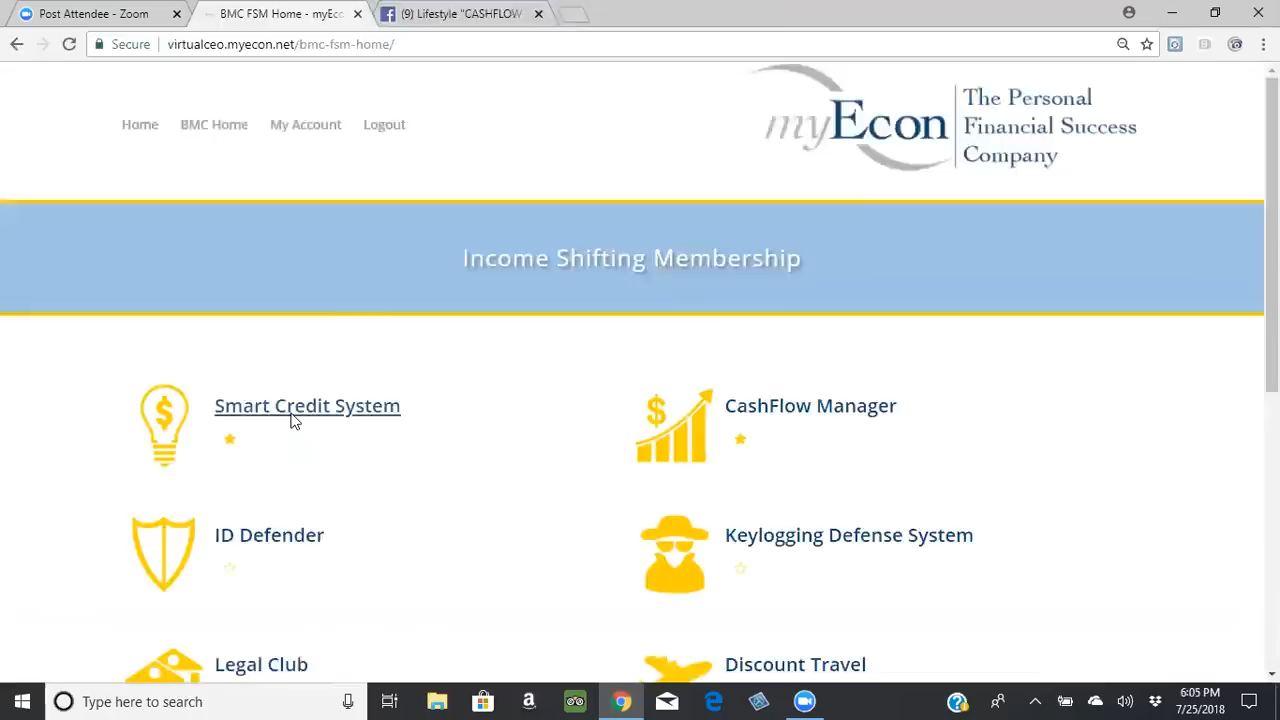 Post Attendee - Zoom
BMC FSM Home - myEco
(9) Lifestyle "CASHFLOW
Secure
virtualceo.myecon.net/bmc-fsm-home/
Home
BMC Home
My Account
Logout
myEcon
The Personal
Financial Success
Company
Income Shifting Membership
Smart Credit System
CashFlow Manager
ID Defender
Keylogging Defense System
Legal Club
Discount Travel
Type here to search
6:05 PM
7/25/2018